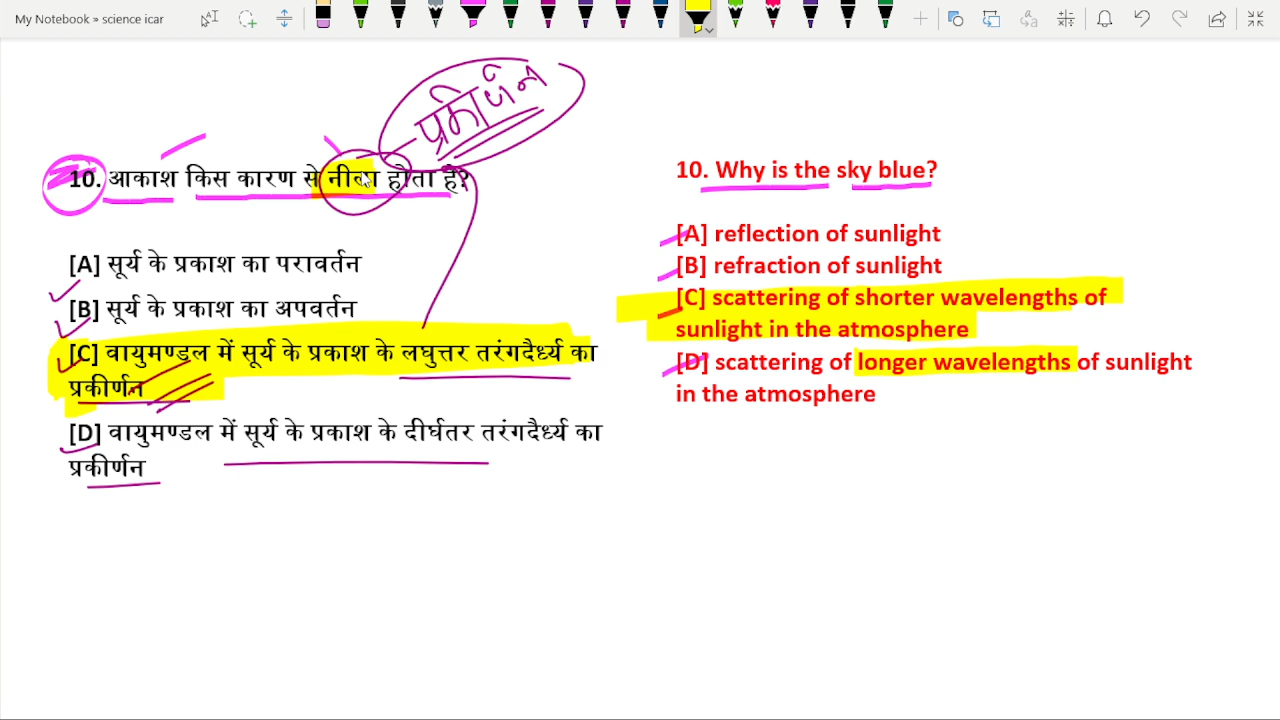 My Notebook » science icar
प्रकीर्णन
10. आकाश किस कारण से नीला होता है?
[A] सूर्य के प्रकाश का परावर्तन
[B] सूर्य के प्रकाश का अपवर्तन
[C] वायुमण्डल में सूर्य के प्रकाश के लघुत्तर तरंगदैर्ध्य का
प्रकीर्णन
[D] वायुमण्डल में सूर्य के प्रकाश के दीर्घतर तरंगदैर्ध्य का
प्रकीर्णन
10. Why is the sky blue?
[A] reflection of sunlight
[B] refraction of sunlight
[C] scattering of shorter wavelengths of
sunlight in the atmosphere
[D] scattering of longer wavelengths of sunlight
in the atmosphere